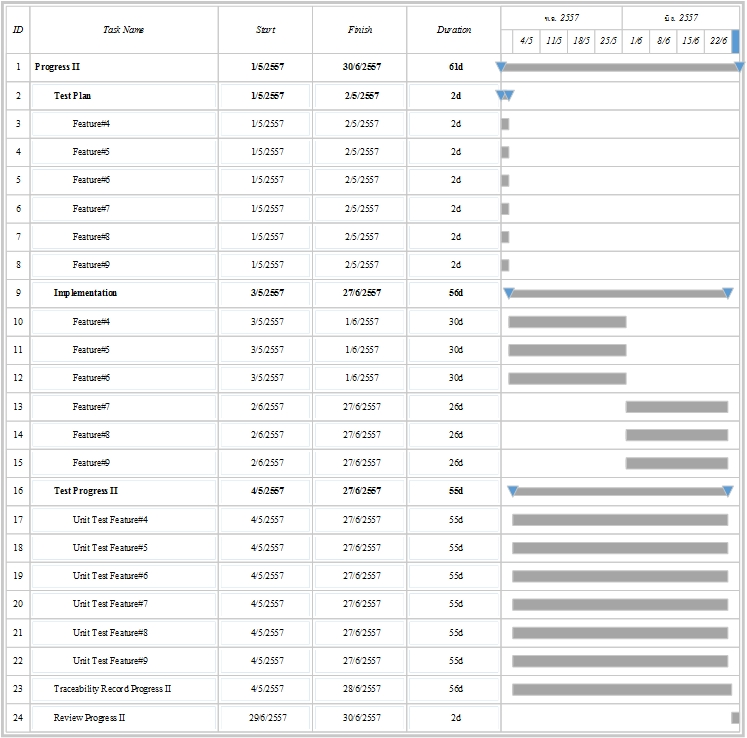 ID Task Name Start Finish Duration พ.ค. 2557 มิ.ย. 2557
4/5 11/5 18/5 25/5 1/6 8/6 15/6 22/6
1 Progress II 1/5/2557 30/6/2557 61d
2 Test Plan 1/5/2557 2/5/2557 2d
3 Feature#4 1/5/2557 2/5/2557 2d
4 Feature#5 1/5/2557 2/5/2557 2d
5 Feature#6 1/5/2557 2/5/2557 2d
6 Feature#7 1/5/2557 2/5/2557 2d
7 Feature#8 1/5/2557 2/5/2557 2d
8 Feature#9 1/5/2557 2/5/2557 2d
9 Implementation 3/5/2557 27/6/2557 56d
10 Feature#4 3/5/2557 1/6/2557 30d
11 Feature#5 3/5/2557 1/6/2557 30d
12 Feature#6 3/5/2557 1/6/2557 30d
13 Feature#7 2/6/2557 27/6/2557 26d
14 Feature#8 2/6/2557 27/6/2557 26d
15 Feature#9 2/6/2557 27/6/2557 26d
16 Test Progress II 4/5/2557 27/6/2557 55d
17 Unit Test Feature#4 4/5/2557 27/6/2557 55d
18 Unit Test Feature#5 4/5/2557 27/6/2557 55d
19 Unit Test Feature#6 4/5/2557 27/6/2557 55d
20 Unit Test Feature#7 4/5/2557 27/6/2557 55d
21 Unit Test Feature#8 4/5/2557 27/6/2557 55d
22 Unit Test Feature#9 4/5/2557 27/6/2557 55d
23 Traceability Record Progress II 4/5/2557 28/6/2557 56d
24 Review Progress II 29/6/2557 30/6/2557 2d